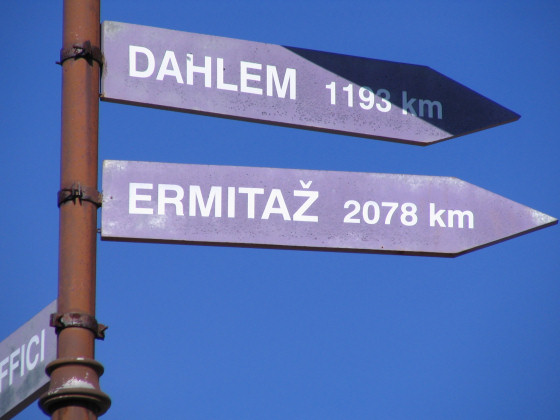 DAHLEM 1193 km
ERMITAŽ 2078 km
FFICI